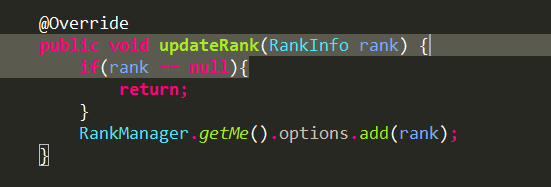 @Override
public void updateRank(RankInfo rank) {
    if(rank == null){
        return;
    }
    RankManager.getMe().options.add(rank);
}